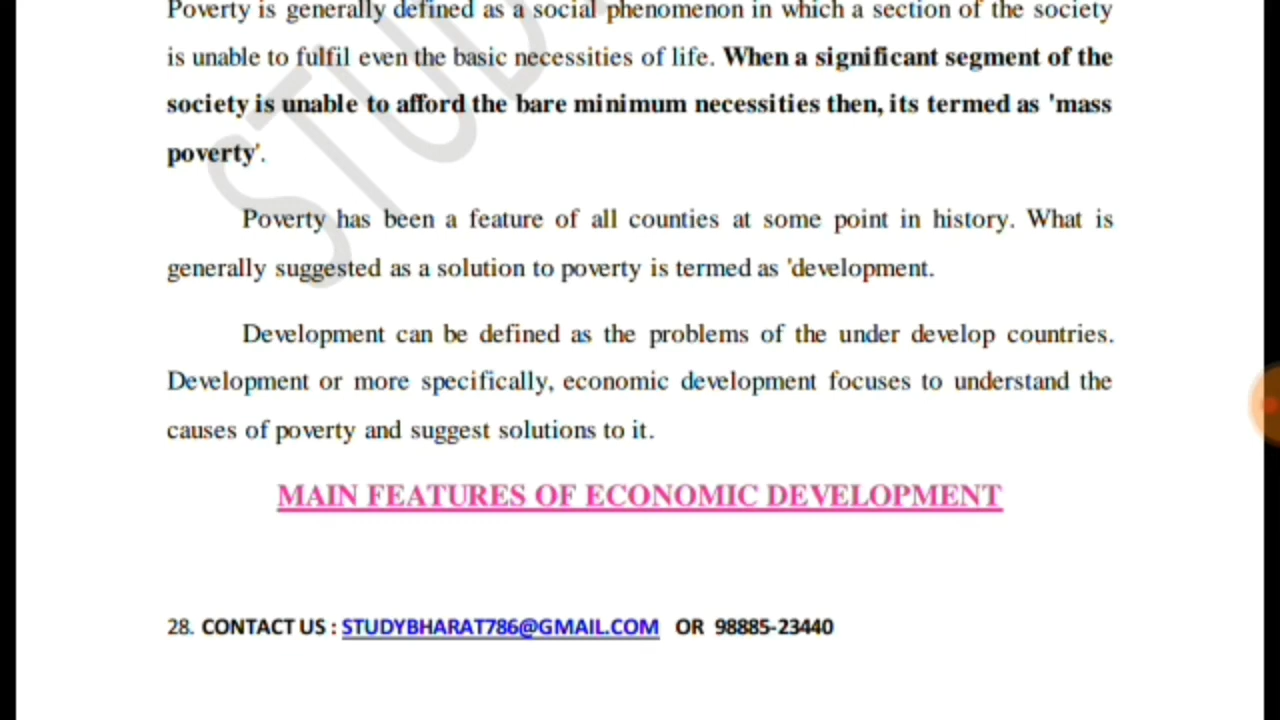 Poverty is generally defined as a social phenomenon in which a section of the society
is unable to fulfil even the basic necessities of life. When a significant segment of the
society is unable to afford the bare minimum necessities then, its termed as 'mass
poverty'.
Poverty has been a feature of all counties at some point in history. What is
generally suggested as a solution to poverty is termed as 'development.
Development can be defined as the problems of the under develop countries.
Development or more specifically, economic development focuses to understand the
causes of poverty and suggest solutions to it.
MAIN FEATURES OF ECONOMIC DEVELOPMENT
28. CONTACT US : STUDYBHARAT786@GMAIL.COM OR 98885-23440
STUD